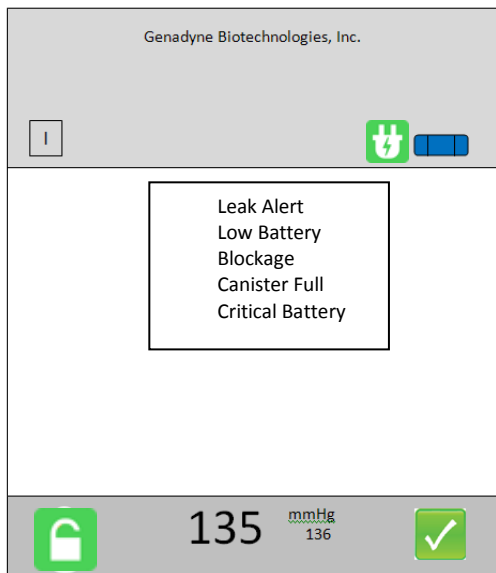 Genadyne Biotechnologies, Inc.
I
Leak Alert
Low Battery
Blockage
Canister Full
Critical Battery
135 mmHg
136